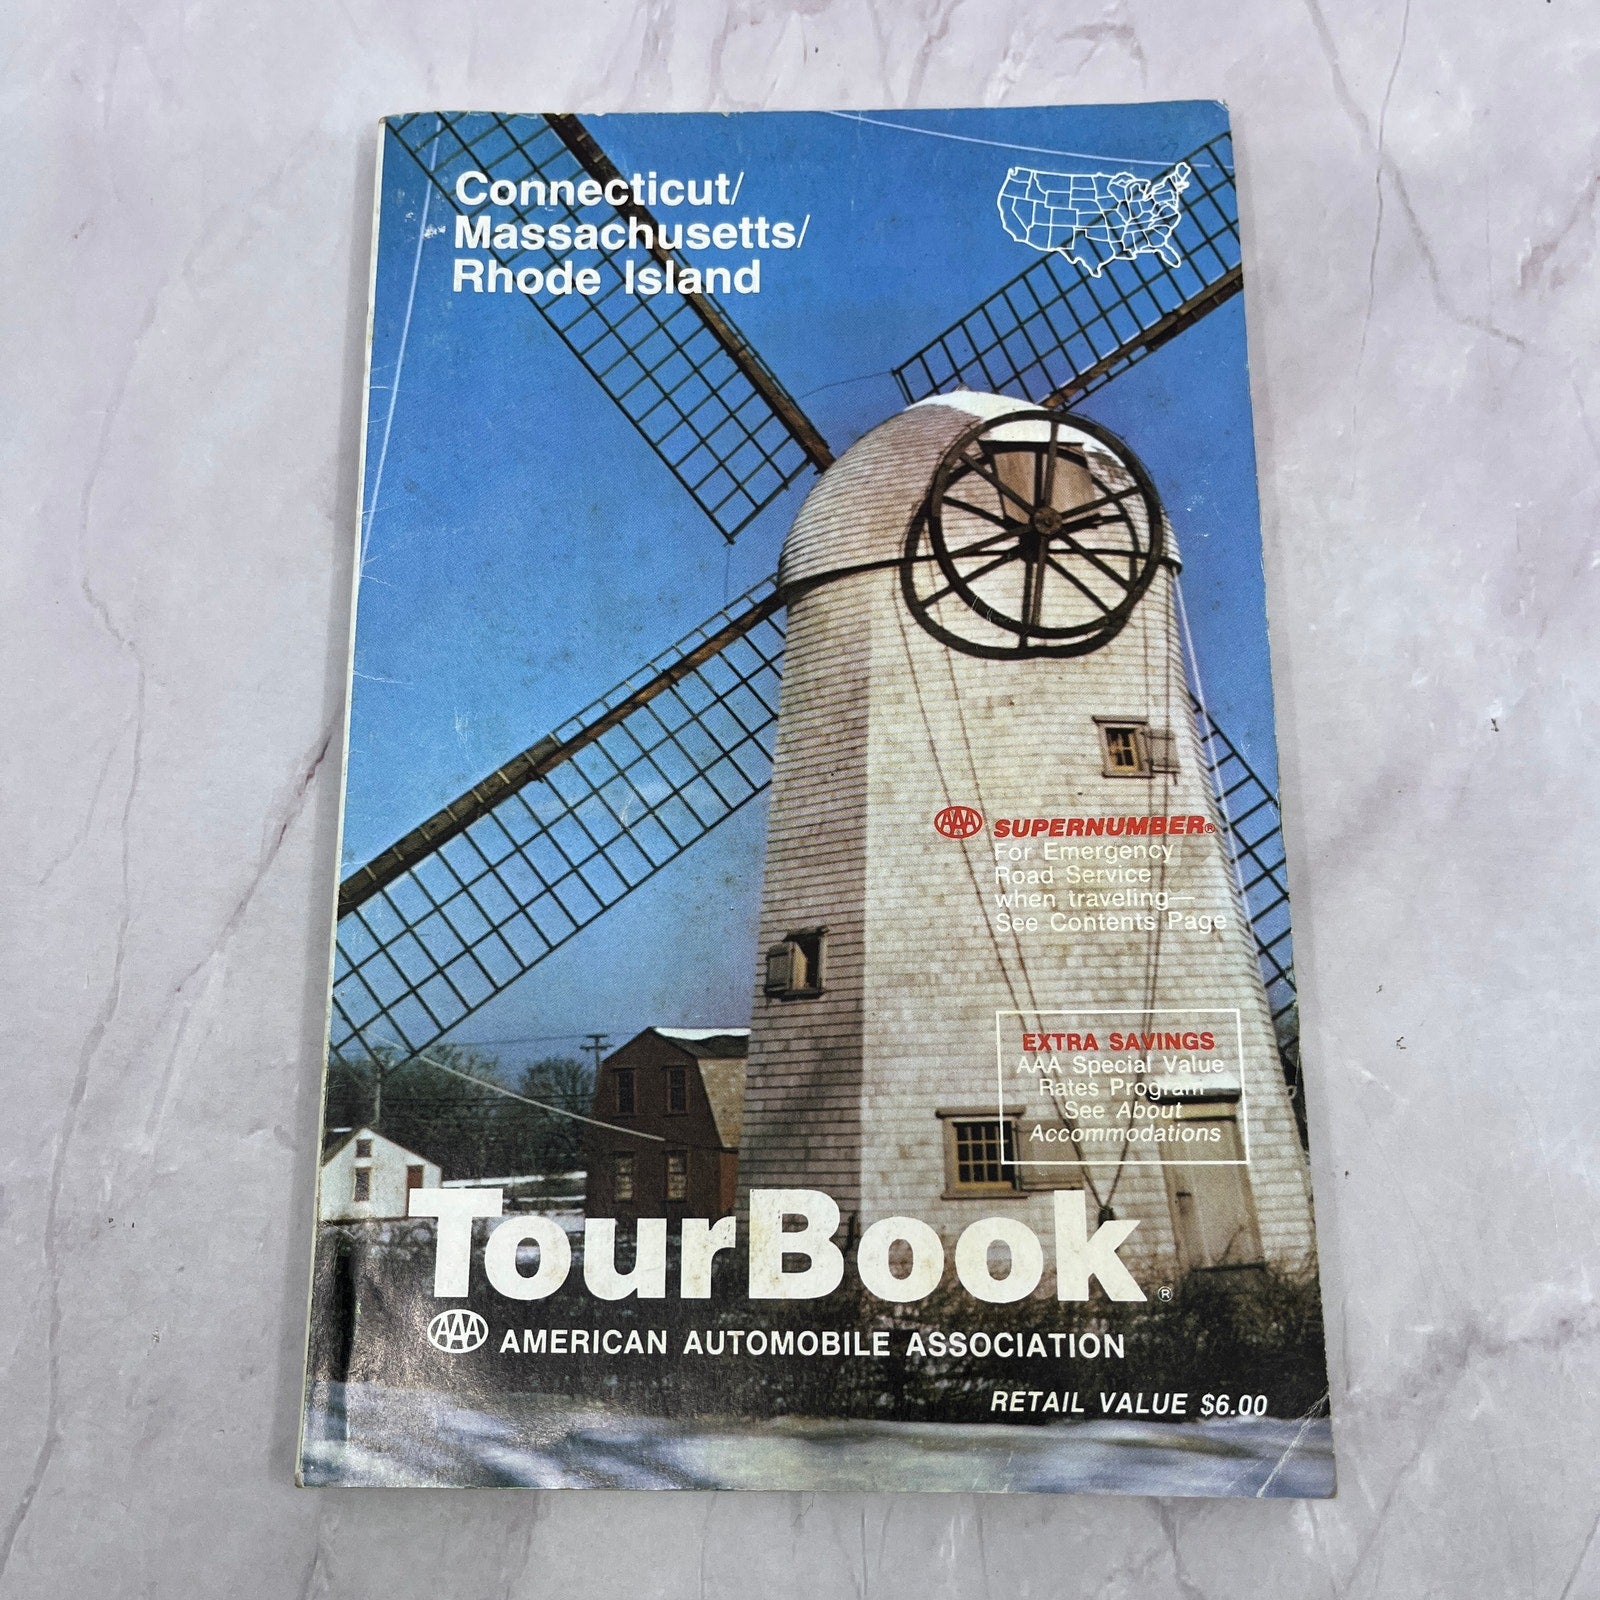 Connecticut/
Massachusetts/
Rhode Island
AAA SUPERNUMBER®
For Emergency
Road Service
when traveling—
See Contents Page
EXTRA SAVINGS
AAA Special Value
Rates Program
See About
Accommodations
TourBook®
AAA AMERICAN AUTOMOBILE ASSOCIATION
RETAIL VALUE $6.00